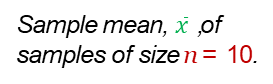 Sample mean, x̄ ,of
samples of size n = 10.